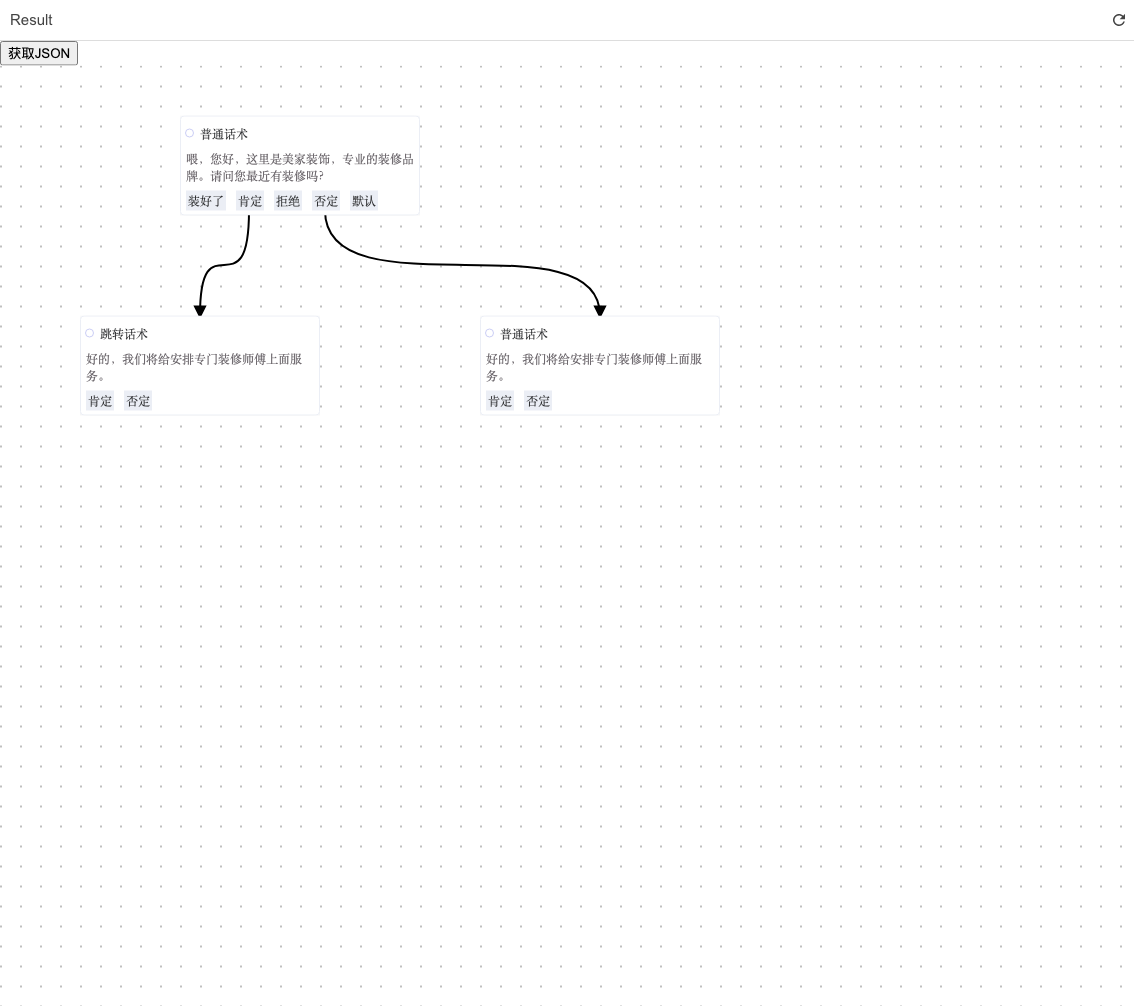 Result
获取JSON
普通话术
喂，您好，这里是美家装饰，专业的装修品
牌。请问您最近有装修吗?
装好了 肯定 拒绝 否定 默认
跳转话术
好的，我们将给安排专门装修师傅上面服
务。
肯定 否定
普通话术
好的，我们将给安排专门装修师傅上面服
务。
肯定 否定